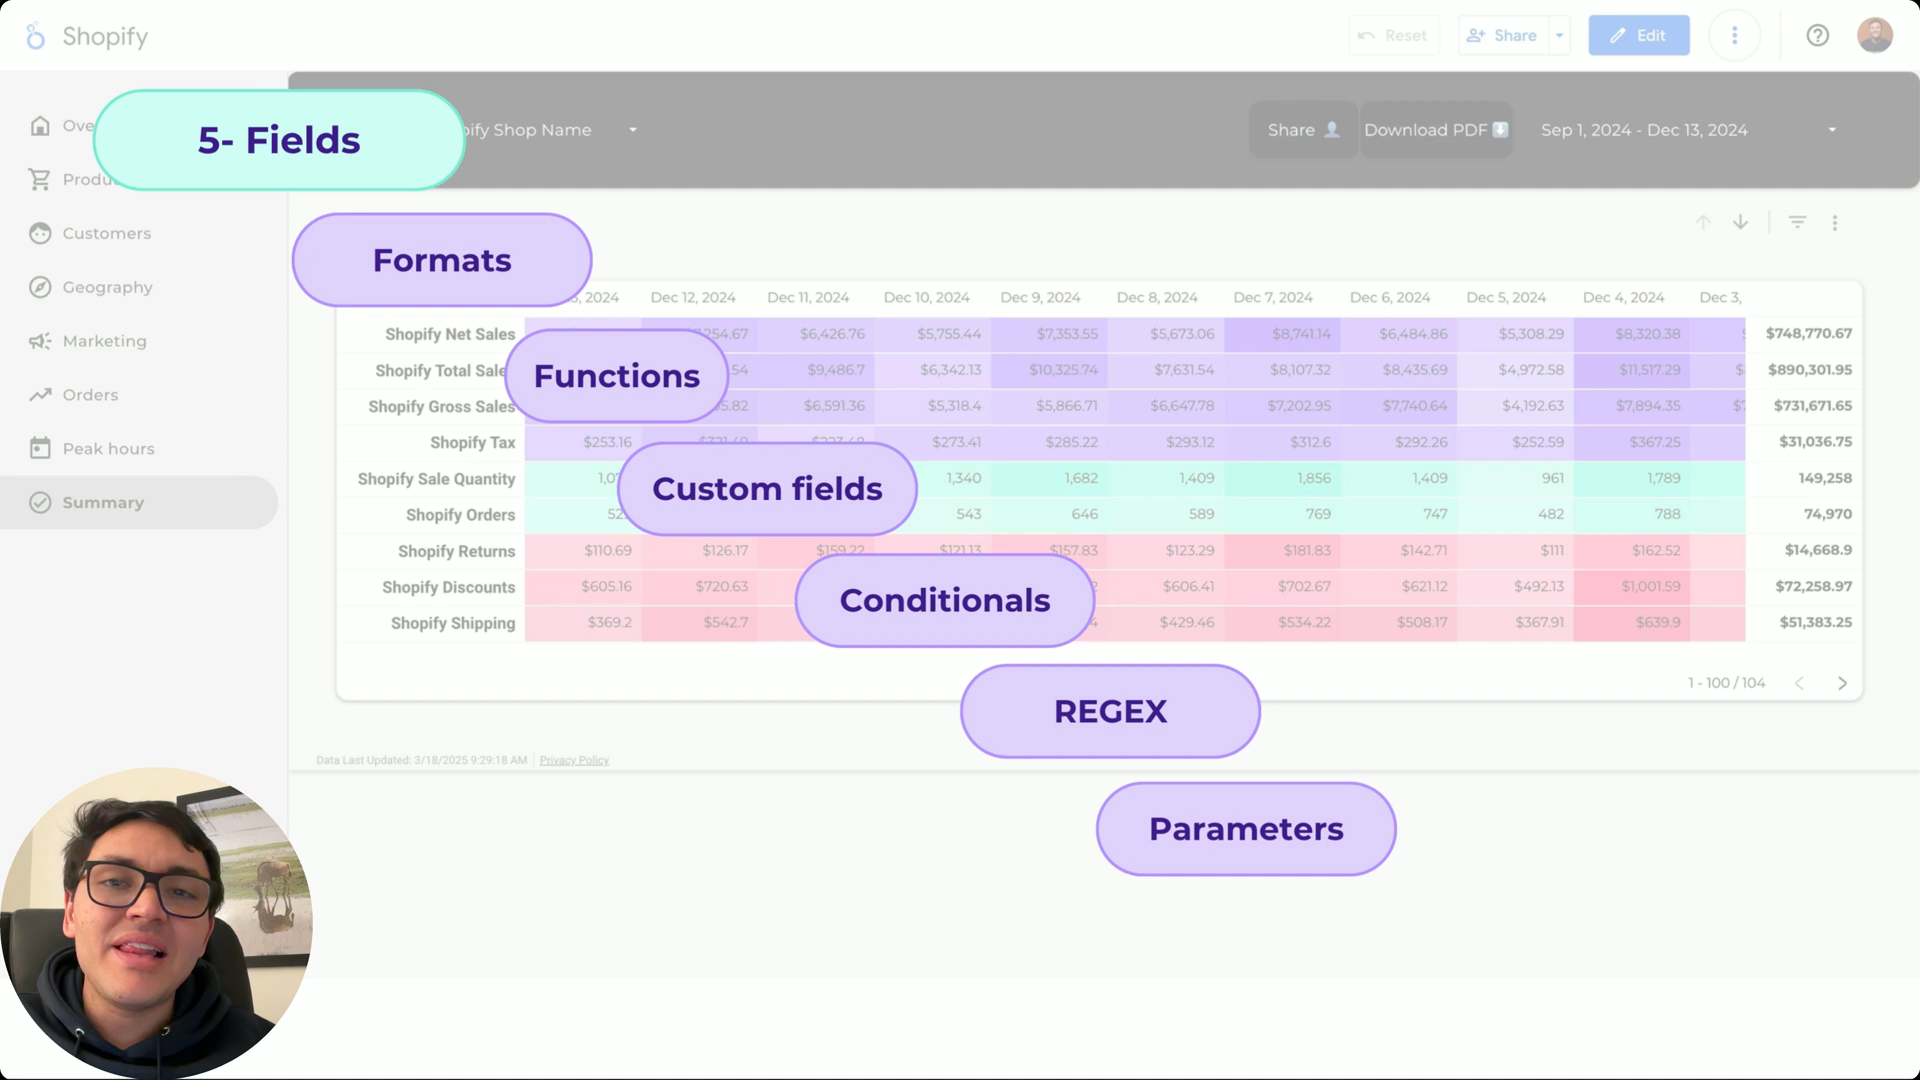 Shopify
Reset
Share
Edit
5- Fields
Shop Name
Share
Download PDF
Sep 1, 2024 - Dec 13, 2024
Customers
Geography
Marketing
Orders
Peak hours
Summary
Formats
Functions
Custom fields
Conditionals
REGEX
Parameters
, 2024 Dec 12, 2024 Dec 11, 2024 Dec 10, 2024 Dec 9, 2024 Dec 8, 2024 Dec 7, 2024 Dec 6, 2024 Dec 5, 2024 Dec 4, 2024 Dec 3,
Shopify Net Sales 254.67 $6,426.76 $5,755.44 $7,353.55 $5,673.06 $8,741.14 $6,484.86 $5,308.29 $8,320.38 $748,770.67
Shopify Total Sale .54 $9,486.7 $6,342.13 $10,325.74 $7,631.54 $8,107.32 $8,435.69 $4,972.58 $11,517.29 $890,301.95
Shopify Gross Sales 5.82 $6,591.36 $5,318.4 $5,866.71 $6,647.78 $7,202.95 $7,740.64 $4,192.63 $7,894.35 $731,671.65
Shopify Tax $253.16 $273.41 $285.22 $293.12 $312.6 $292.26 $252.59 $367.25 $31,036.75
Shopify Sale Quantity 1,340 1,682 1,409 1,856 1,409 961 1,789 149,258
Shopify Orders 543 646 589 769 747 482 788 74,970
Shopify Returns $110.69 $126.17 $159.22 $121.13 $157.83 $123.29 $181.83 $142.71 $111 $162.52 $14,668.9
Shopify Discounts $605.16 $720.63 $606.41 $702.67 $621.12 $492.13 $1,001.59 $72,258.97
Shopify Shipping $369.2 $542.7 $429.46 $534.22 $508.17 $367.91 $639.9 $51,383.25
1 - 100 / 104
Data Last Updated: 3/18/2025 9:29:18 AM
Privacy Policy